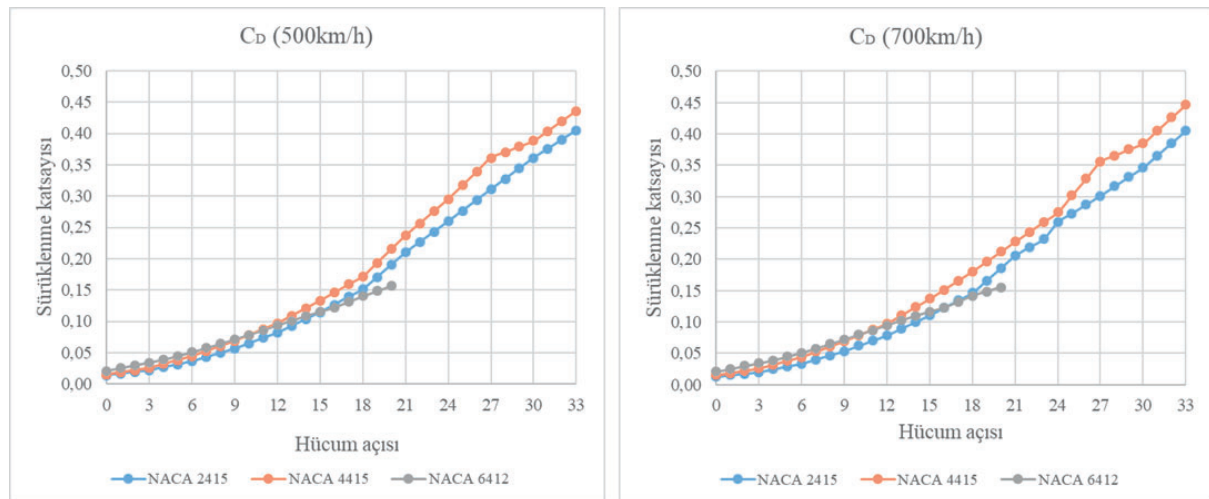 C_D (500km/h)
0,50
0,45
0,40
0,35
0,30
0,25
0,20
0,15
0,10
0,05
0,00
Sürüklenme katsayısı
0 3 6 9 12 15 18 21 24 27 30 33
Hücum açısı
NACA 2415 NACA 4415 NACA 6412
C_D (700km/h)
0,50
0,45
0,40
0,35
0,30
0,25
0,20
0,15
0,10
0,05
0,00
Sürüklenme katsayısı
0 3 6 9 12 15 18 21 24 27 30 33
Hücum açısı
NACA 2415 NACA 4415 NACA 6412